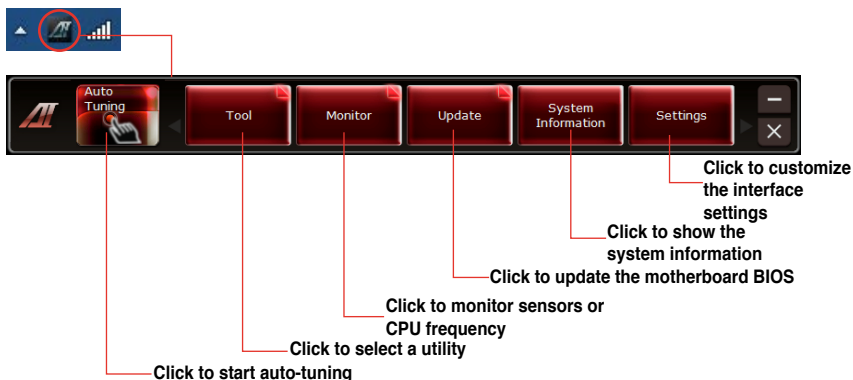 Auto
Tuning
Tool
Monitor
Update
System
Information
Settings
Click to customize
the interface
settings
Click to show the
system information
Click to update the motherboard BIOS
Click to monitor sensors or
CPU frequency
Click to select a utility
Click to start auto-tuning